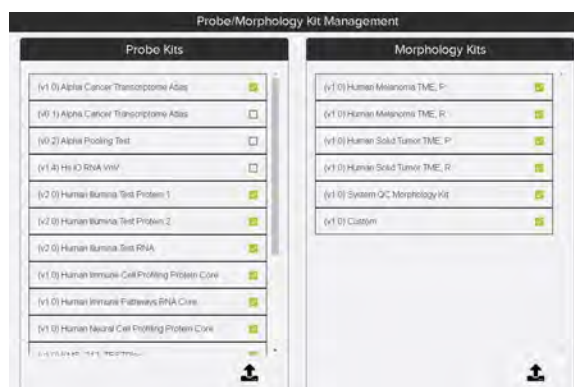 Probe/Morphology Kit Management
Probe Kits
(v1.0) Alpha Cancer Transcriptome Atlas
(v0.1) Alpha Cancer Transcriptome Atlas
(v0.2) Alpha Pooling Test
(v1.4) Hs IO RNA
(v2.0) Human Illumina Test Protein 1
(v2.0) Human Illumina Test Protein 2
(v2.0) Human Illumina Test RNA
(v1.0) Human Immune Cell Profiling Protein Core
(v1.0) Human Immune Pathways RNA Core
(v1.0) Human Neural Cell Profiling Protein Core
Morphology Kits
(v1.0) Human Melanoma TME, P
(v1.0) Human Melanoma TME, R
(v1.0) Human Solid Tumor TME, P
(v1.0) Human Solid Tumor TME, R
(v1.0) System QC Morphology Kit
(v1.0) Custom